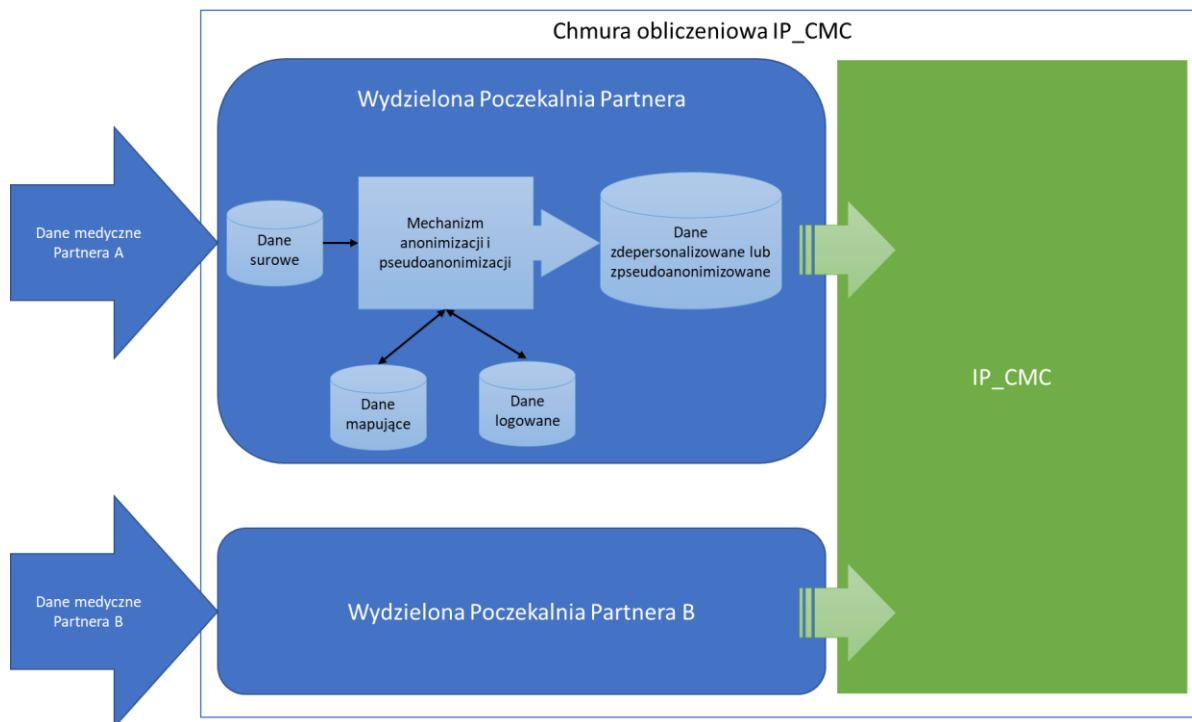 Chmura obliczeniowa IP_CMC
Wydzielona Poczekalnia Partnera
Dane medyczne
Partnera A
Dane
surowe
Mechanizm
anonimizacji i
pseudoanonimizacji
Dane
zdepersonalizowane lub
zpseudoanonimizowane
Dane
mapujące
Dane
logowane
IP_CMC
Dane medyczne
Partnera B
Wydzielona Poczekalnia Partnera B